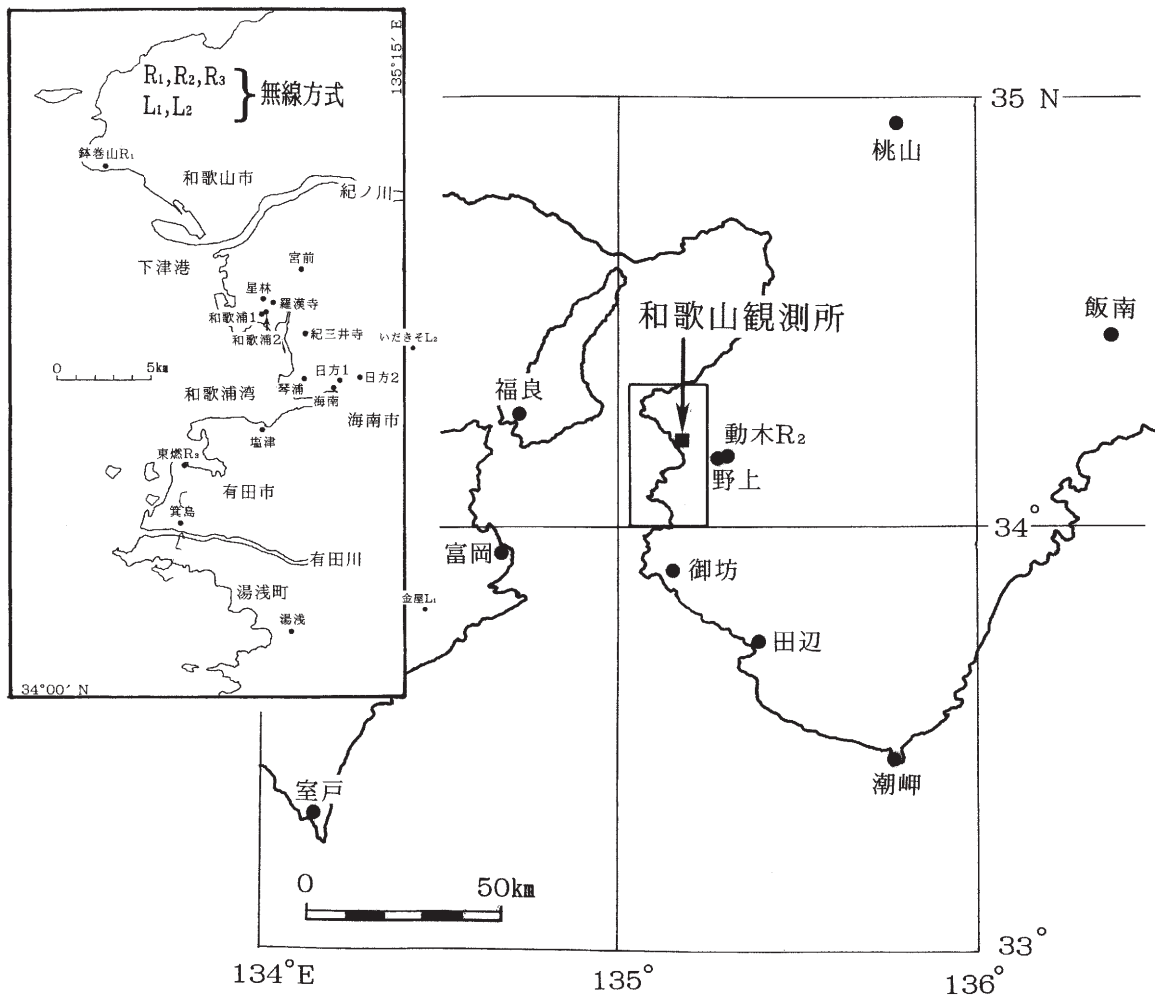 135°15′ E
R₁,R₂,R₃
L₁,L₂
無線方式
鉢巻山R₁
和歌山市
紀ノ川
下津港
宮前
星林
羅漢寺
和歌浦1
和歌浦2
紀三井寺
いだきそL₂
0 5km
日方1
日方2
和歌浦湾
琴浦
海南
海南市
塩津
東燃R₃
有田市
箕島
有田川
湯浅町
金屋L₁
湯浅
34°00′ N
35 N
桃山
飯南
和歌山観測所
福良
動木R₂
野上
34°
富岡
御坊
田辺
潮岬
室戸
0 50km
33°
134°E
135°
136°